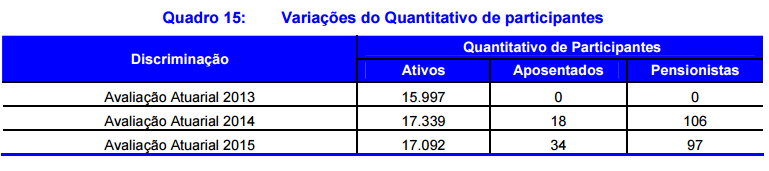 Quadro 15: Variações do Quantitativo de participantes
Discriminação
Quantitativo de Participantes
Ativos Aposentados Pensionistas
Avaliação Atuarial 2013 15.997 0 0
Avaliação Atuarial 2014 17.339 18 106
Avaliação Atuarial 2015 17.092 34 97